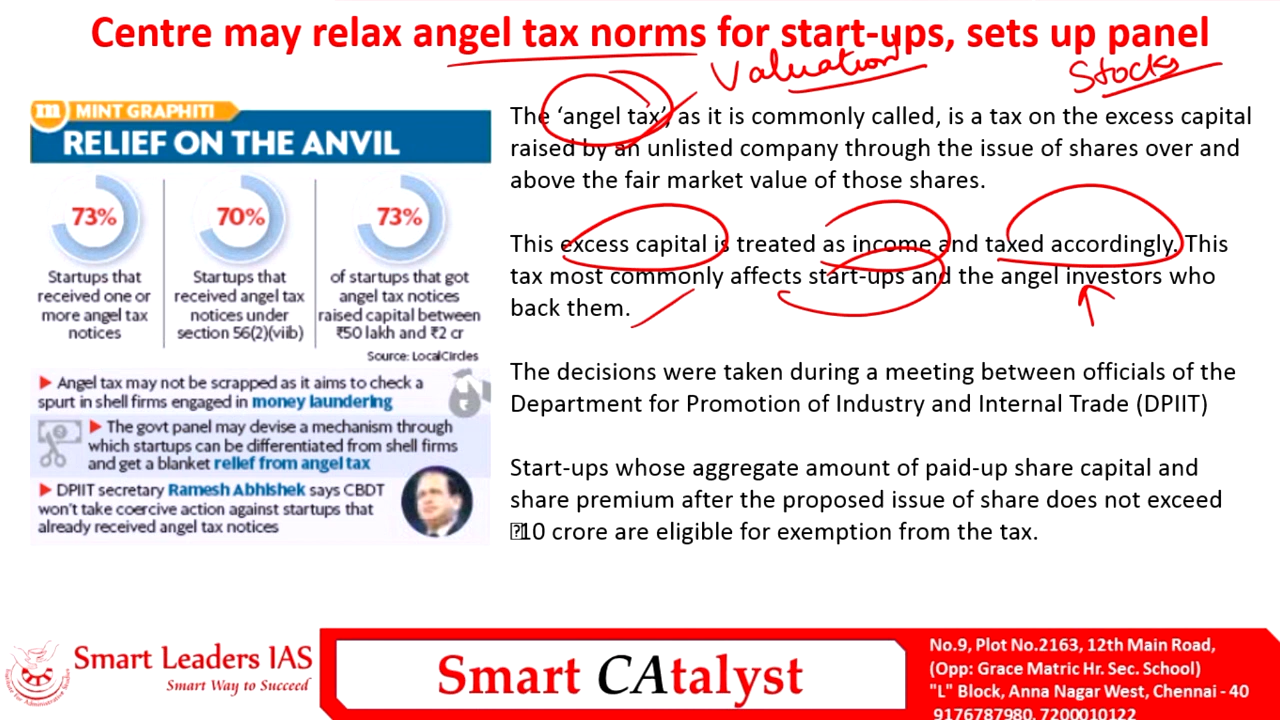 Centre may relax angel tax norms for start-ups, sets up panel
Valuation
Stocks
m MINT GRAPHITI
RELIEF ON THE ANVIL
73%
Startups that
received one or
more angel tax
notices
70%
Startups that
received angel tax
notices under
section 56(2)(viib)
73%
of startups that got
angel tax notices
raised capital between
₹50 lakh and ₹2 cr
Source: LocalCircles
▶ Angel tax may not be scrapped as it aims to check a
spurt in shell firms engaged in money laundering
▶ The govt panel may devise a mechanism through
which startups can be differentiated from shell firms
and get a blanket relief from angel tax
▶ DPIIT secretary Ramesh Abhishek says CBDT
won't take coercive action against startups that
already received angel tax notices
The ‘angel tax’, as it is commonly called, is a tax on the excess capital
raised by an unlisted company through the issue of shares over and
above the fair market value of those shares.
This excess capital is treated as income and taxed accordingly. This
tax most commonly affects start-ups and the angel investors who
back them.
The decisions were taken during a meeting between officials of the
Department for Promotion of Industry and Internal Trade (DPIIT)
Start-ups whose aggregate amount of paid-up share capital and
share premium after the proposed issue of share does not exceed
10 crore are eligible for exemption from the tax.
Smart Leaders IAS
Smart Way to Succeed
Smart CAtalyst
No.9, Plot No.2163, 12th Main Road,
(Opp: Grace Matric Hr. Sec. School)
"L" Block, Anna Nagar West, Chennai - 40
9176787980, 7200010122